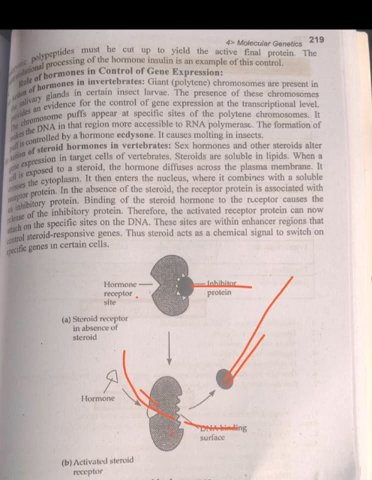 4> Molecular Genetics 219
polypeptides must be cut up to yield the active final protein. The
processing of the hormone insulin is an example of this control.
of hormones in Control of Gene Expression:
of hormones in invertebrates: Giant (polytene) chromosomes are present in
salivary glands in certain insect larvae. The presence of these chromosomes
an evidence for the control of gene expression at the transcriptional level.
chromosome puffs appear at specific sites of the polytene chromosomes. It
the DNA in that region more accessible to RNA polymerase. The formation of
is controlled by a hormone ecdysone. It causes molting in insects.
of steroid hormones in vertebrates: Sex hormones and other steroids alter
expression in target cells of vertebrates. Steroids are soluble in lipids. When a
is exposed to a steroid, the hormone diffuses across the plasma membrane. It
the cytoplasm. It then enters the nucleus, where it combines with a soluble
protein. In the absence of the steroid, the receptor protein is associated with
inhibitory protein. Binding of the steroid hormone to the receptor causes the
of the inhibitory protein. Therefore, the activated receptor protein can now
on the specific sites on the DNA. These sites are within enhancer regions that
steroid-responsive genes. Thus steroid acts as a chemical signal to switch on
genes in certain cells.
Hormone
receptor
site
Inhibitor
protein
(a) Steroid receptor
in absence of
steroid
Hormone
DNA binding
surface
(b) Activated steroid
receptor